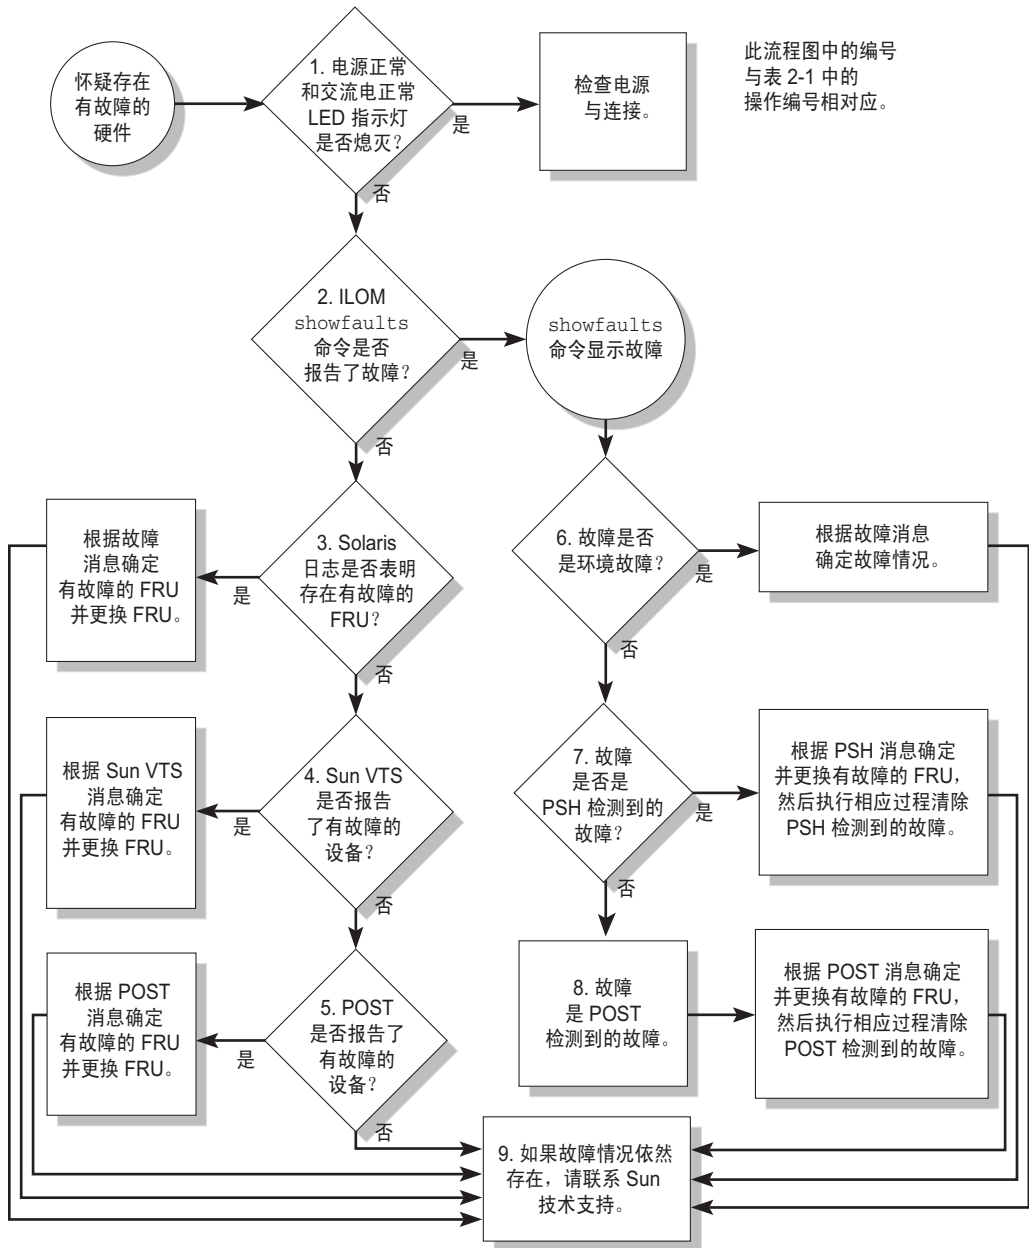 怀疑存在
有故障的
硬件
1. 电源正常
和交流电正常
LED 指示灯
是否熄灭？
是
检查电源
与连接。
此流程图中的编号
与表 2-1 中的
操作编号相对应。
否
2. ILOM
showfaults
命令是否
报告了故障？
是
showfaults
命令显示故障
否
根据故障
消息确定
有故障的 FRU
并更换 FRU。
是
3. Solaris
日志是否表明
存在有故障的
FRU？
6. 故障是否
是环境故障？
是
根据故障消息
确定故障情况。
否
否
根据 Sun VTS
消息确定
有故障的 FRU
并更换 FRU。
是
4. Sun VTS
是否报告
了有故障的
设备？
7. 故障
是否是
PSH 检测到的
故障？
是
根据 PSH 消息确定
并更换有故障的 FRU，
然后执行相应过程清除
PSH 检测到的故障。
否
否
根据 POST
消息确定
有故障的 FRU
并更换 FRU。
是
5. POST
是否报告了
有故障的
设备？
8. 故障
是 POST
检测到的故障。
根据 POST 消息确定
并更换有故障的 FRU，
然后执行相应过程清除
POST 检测到的故障。
否
9. 如果故障情况依然
存在，请联系 Sun
技术支持。